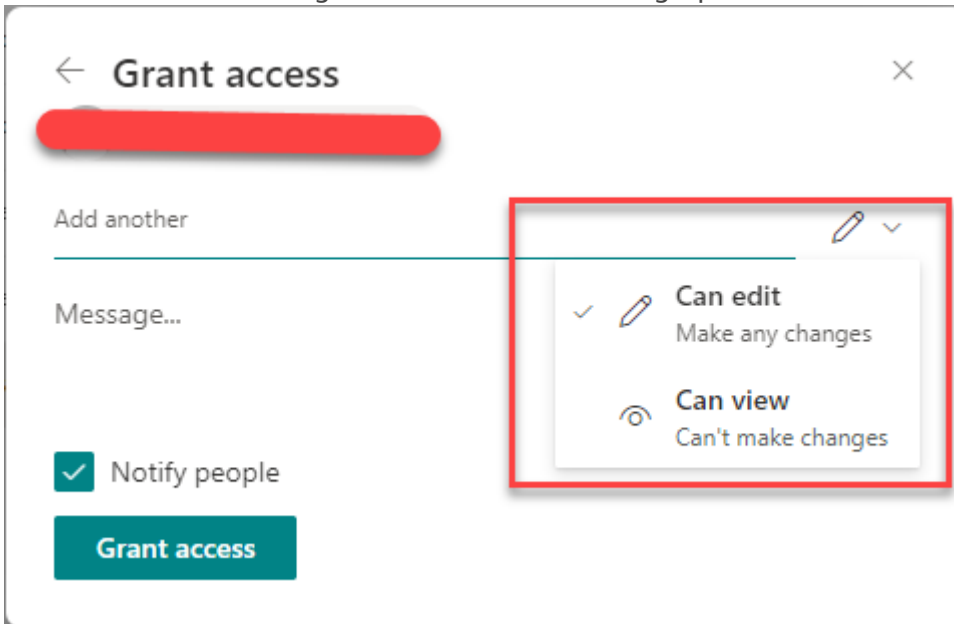 Grant access
Add another
Message...
Can edit
Make any changes
Can view
Can't make changes
Notify people
Grant access